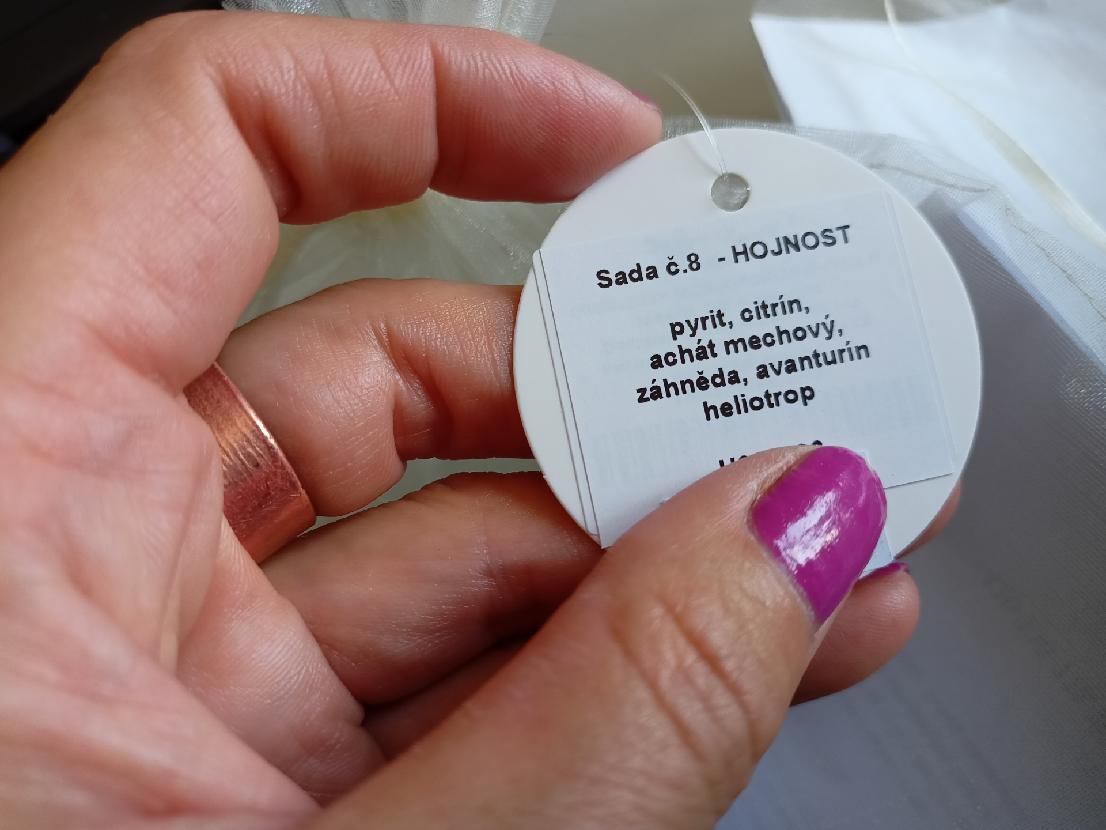 Sada č.8 - HOJNOST
pyrit, citrín,
achát mechový,
záhněda, avanturín
heliotrop